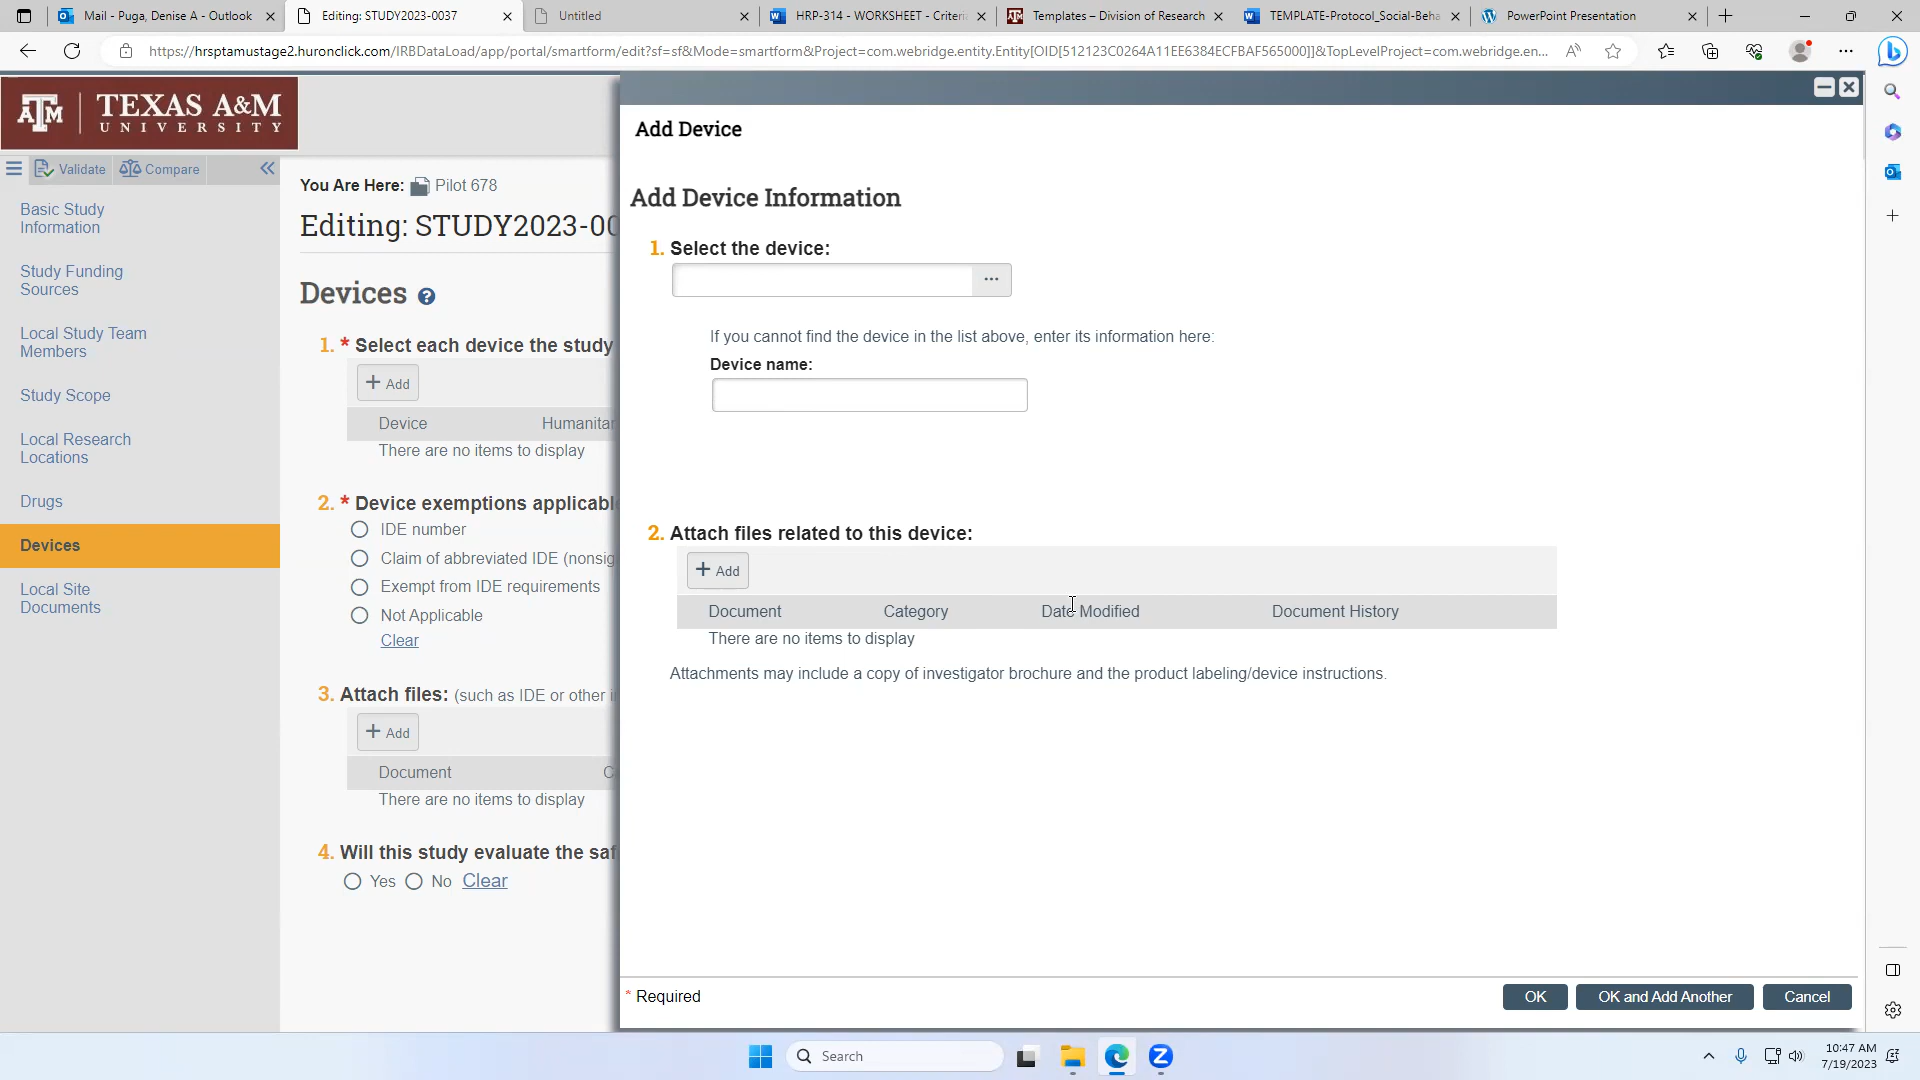 Mail - Puga, Denise A - Outlook
Editing: STUDY2023-0037
Untitled
HRP-314 - WORKSHEET - Criteri
Templates – Division of Research
TEMPLATE-Protocol_Social-Beha
PowerPoint Presentation
https://hrsptamustage2.huronclick.com/IRBDataLoad/app/portal/smartform/edit?sf=sf&Mode=smartform&Project=com.webridge.entity.Entity[OID[512123C0264A11EE6384ECFBAF565000]]&TopLevelProject=com.webridge.en...
TEXAS A&M
UNIVERSITY
Validate
Compare
Basic Study
Information
Study Funding
Sources
Local Study Team
Members
Study Scope
Local Research
Locations
Drugs
Devices
Local Site
Documents
You Are Here: Pilot 678
Editing: STUDY2023-00
Devices
1. * Select each device the study
+ Add
Device Humanitar
There are no items to display
2. * Device exemptions applicabl
IDE number
Claim of abbreviated IDE (nonsig
Exempt from IDE requirements
Not Applicable
Clear
3. Attach files: (such as IDE or other i
+ Add
Document C
There are no items to display
4. Will this study evaluate the saf
Yes No Clear
Add Device
Add Device Information
1. Select the device:
...
If you cannot find the device in the list above, enter its information here:
Device name:
2. Attach files related to this device:
+ Add
Document Category Date Modified Document History
There are no items to display
Attachments may include a copy of investigator brochure and the product labeling/device instructions.
* Required
OK
OK and Add Another
Cancel
Search
10:47 AM
7/19/2023